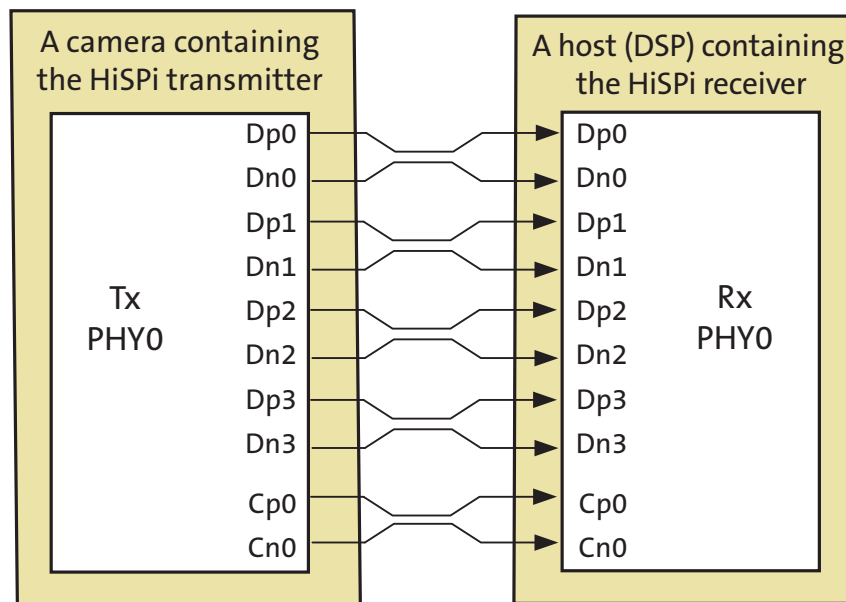 A camera containing
the HiSPi transmitter
A host (DSP) containing
the HiSPi receiver
Tx
PHY0
Dp0
Dn0
Dp1
Dn1
Dp2
Dn2
Dp3
Dn3
Cp0
Cn0
Dp0
Dn0
Dp1
Dn1
Dp2
Dn2
Dp3
Dn3
Cp0
Cn0
Rx
PHY0